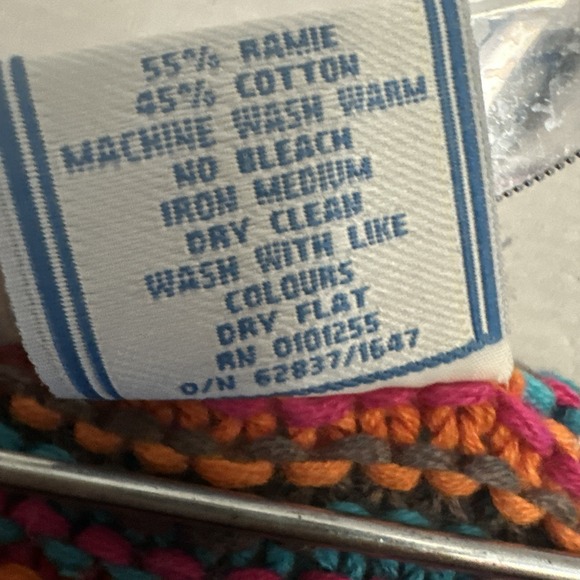 55% RAMIE
45% COTTON
MACHINE WASH WARM
NO BLEACH
IRON MEDIUM
DRY CLEAN
WASH WITH LIKE
COLOURS
DRY FLAT
RN 0101255
O/N 62837/1647